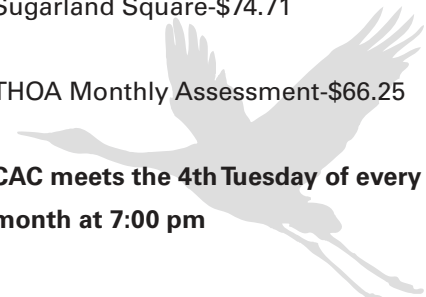 Sugarland Square-$74.71
THOA Monthly Assessment-$66.25
CAC meets the 4th Tuesday of every
month at 7:00 pm